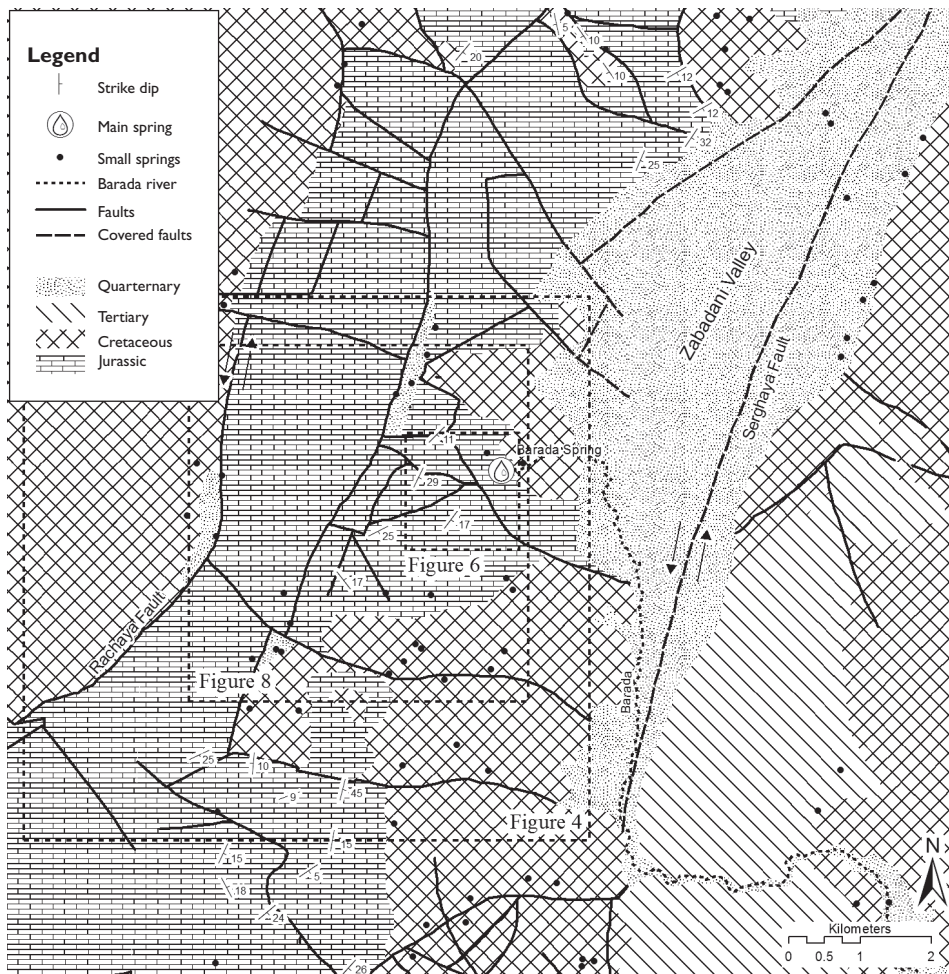 Legend
Strike dip
Main spring
Small springs
Barada river
Faults
Covered faults
Quarternary
Tertiary
Cretaceous
Jurassic
5
10
20
10
12
12
32
25
Zabadani Valley
Serghaya Fault
11
Barada Spring
29
17
25
Figure 6
17
Rachaya Fault
Figure 8
Barada
25
10
9
45
Figure 4
15
15
5
18
24
26
N
Kilometers
0 1 2